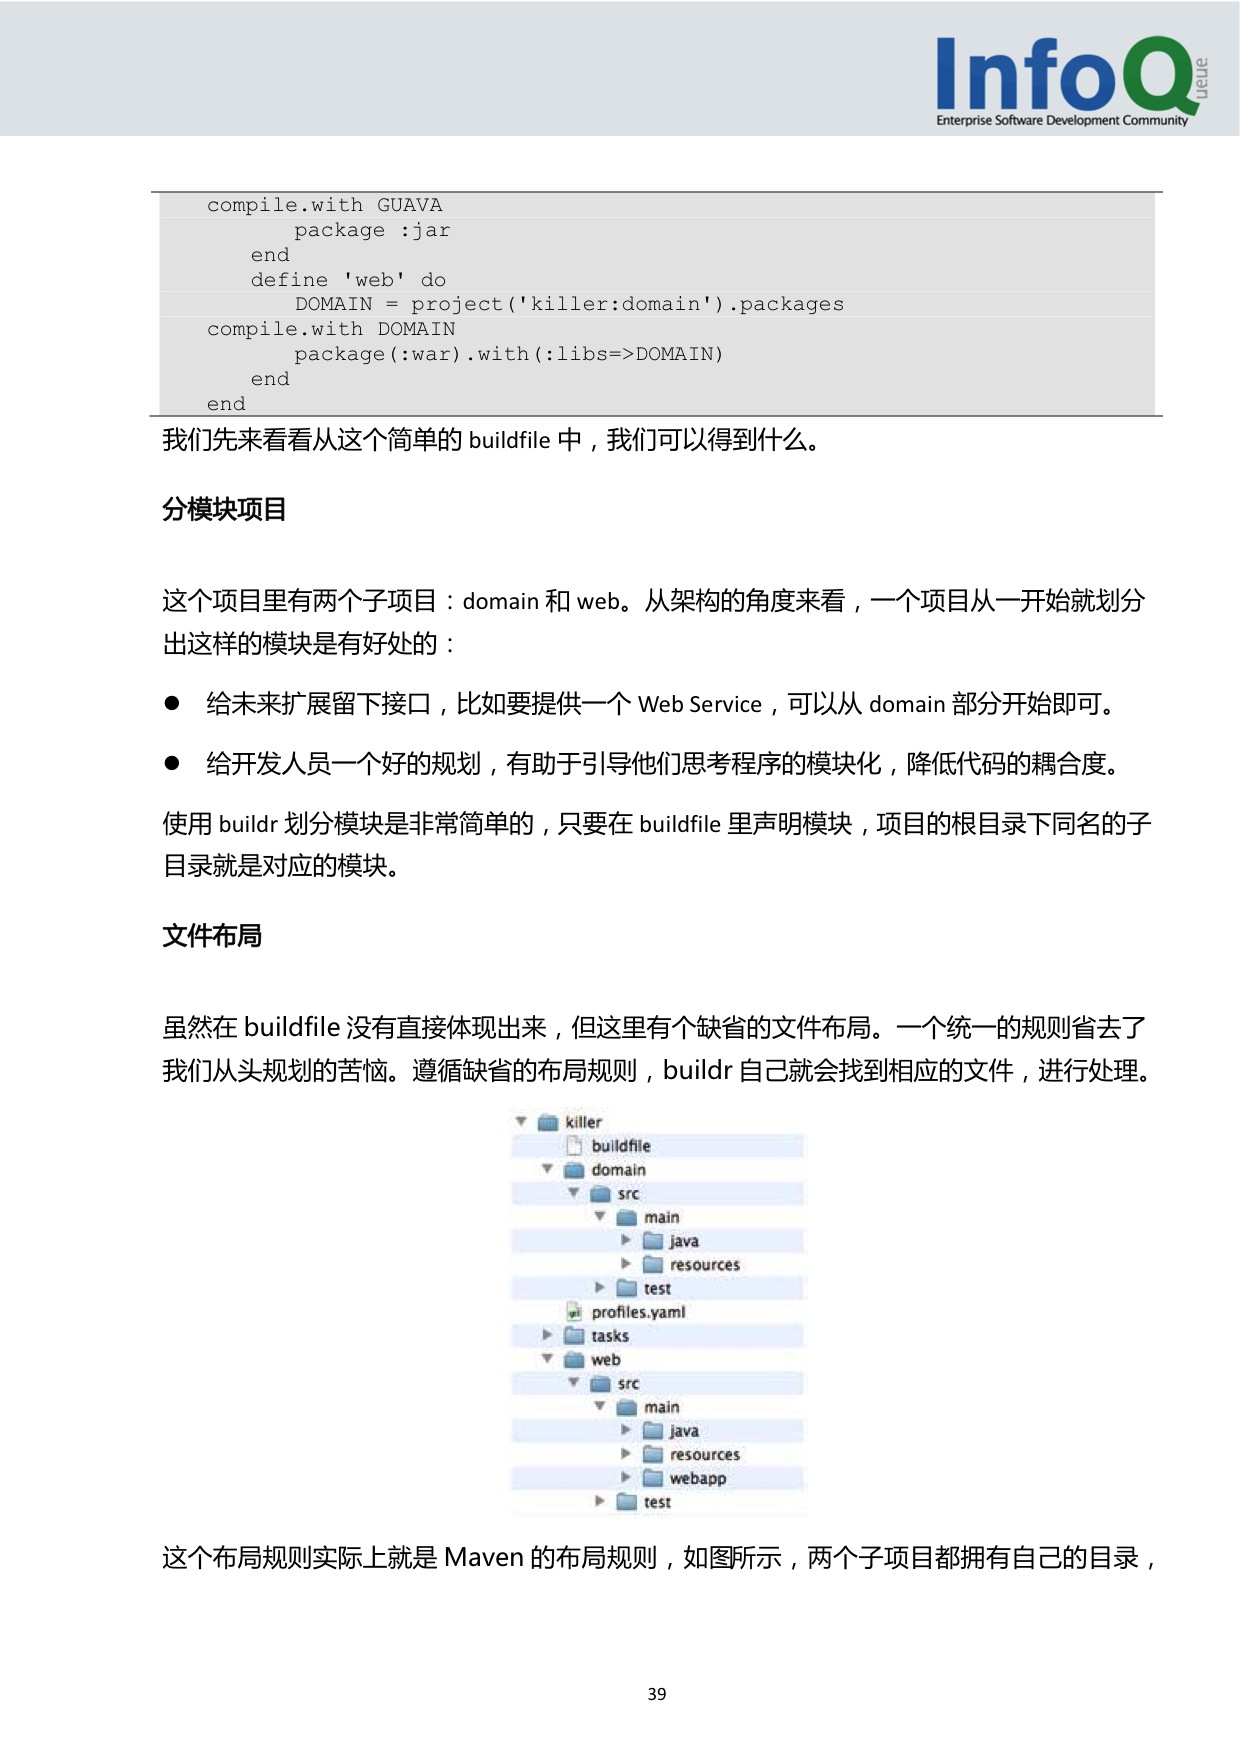 InfoQ
ueue
Enterprise Software Development Community
compile.with GUAVA
package :jar
end
define 'web' do
DOMAIN = project('killer:domain').packages
compile.with DOMAIN
package(:war).with(:libs=>DOMAIN)
end
end
我们先来看看从这个简单的 buildfile 中，我们可以得到什么。
分模块项目
这个项目里有两个子项目：domain 和 web。从架构的角度来看，一个项目从一开始就划分
出这样的模块是有好处的：
● 给未来扩展留下接口，比如要提供一个 Web Service，可以从 domain 部分开始即可。
● 给开发人员一个好的规划，有助于引导他们思考程序的模块化，降低代码的耦合度。
使用 buildr 划分模块是非常简单的，只要在 buildfile 里声明模块，项目的根目录下同名的子
目录就是对应的模块。
文件布局
虽然在 buildfile 没有直接体现出来，但这里有个缺省的文件布局。一个统一的规则省去了
我们从头规划的苦恼。遵循缺省的布局规则，buildr 自己就会找到相应的文件，进行处理。
killer
buildfile
domain
src
main
java
resources
test
profiles.yaml
tasks
web
src
main
java
resources
webapp
test
这个布局规则实际上就是 Maven 的布局规则，如图所示，两个子项目都拥有自己的目录，
39